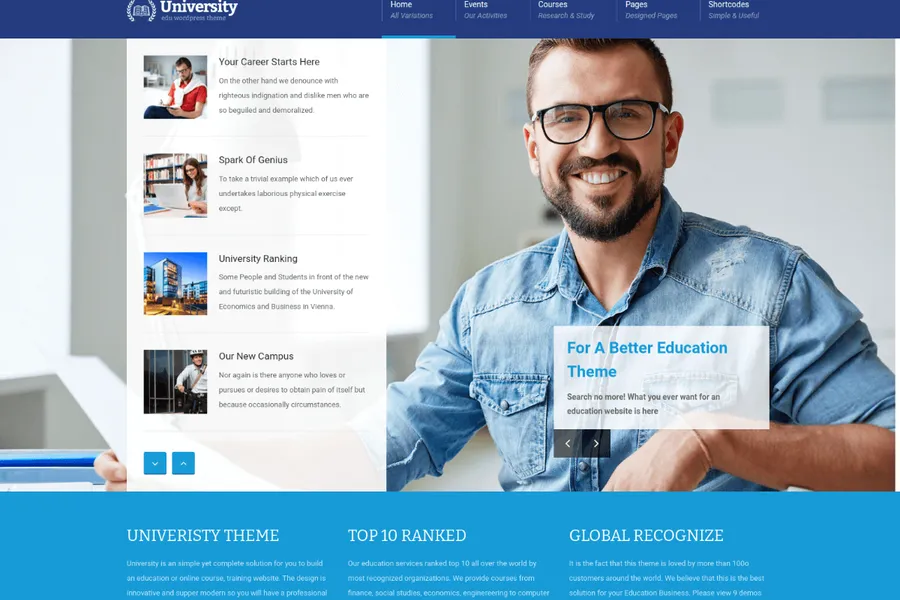 University
edu wordpress theme
Home
All Variations
Events
Our Activities
Courses
Research & Study
Pages
Designed Pages
Shortcodes
Simple & Useful
Your Career Starts Here
On the other hand we denounce with
righteous indignation and dislike men who are
so beguiled and demoralized.
Spark Of Genius
To take a trivial example which of us ever
undertakes laborious physical exercise
except.
University Ranking
Some People and Students in front of the new
and futuristic building of the University of
Economics and Business in Vienna.
Our New Campus
Nor again is there anyone who loves or
pursues or desires to obtain pain of itself but
because occasionally circumstances.
For A Better Education
Theme
Search no more! What you ever want for an
education website is here
UNIVERISTY THEME
University is an simple yet complete solution for you to build
an education or online course, training website. The design is
innovative and supper modern so you will have a professional
TOP 10 RANKED
Our education services ranked top 10 all over the world by
most recognized organizations. We provide courses from
finance, social studies, economics, enginereering to computer
GLOBAL RECOGNIZE
It is the fact that this theme is loved by more than 100o
customers around the world. We believe that this is the best
solution for your Education Business. Please view 9 demos